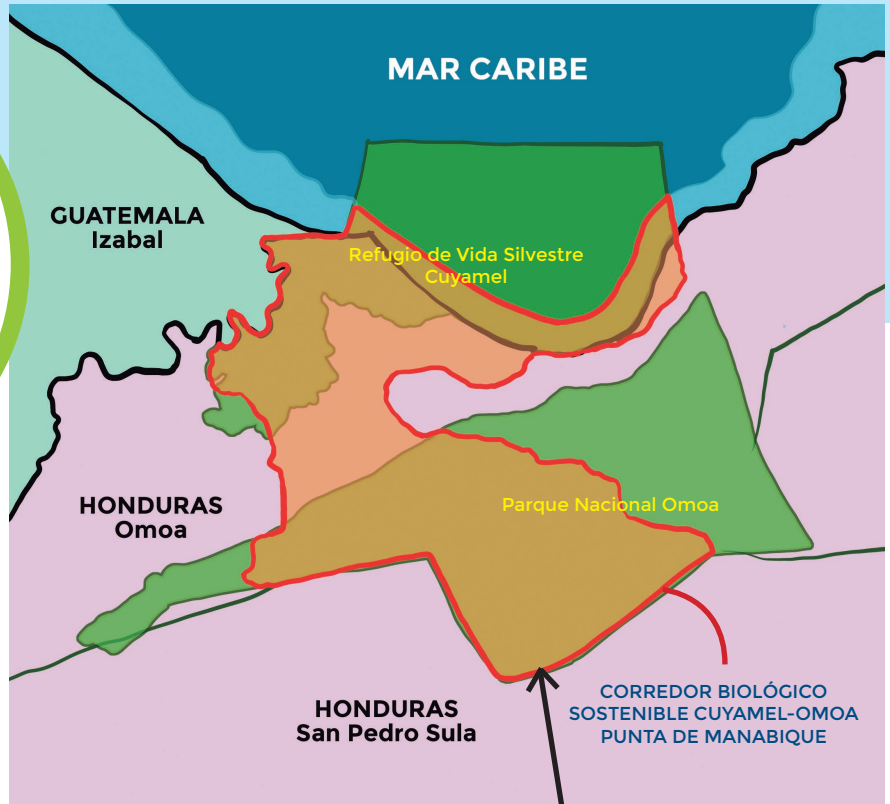 MAR CARIBE
GUATEMALA
Izabal
Refugio de Vida Silvestre
Cuyamel
HONDURAS
Omoa
Parque Nacional Omoa
HONDURAS
San Pedro Sula
CORREDOR BIOLÓGICO
SOSTENIBLE CUYAMEL-OMOA
PUNTA DE MANABIQUE